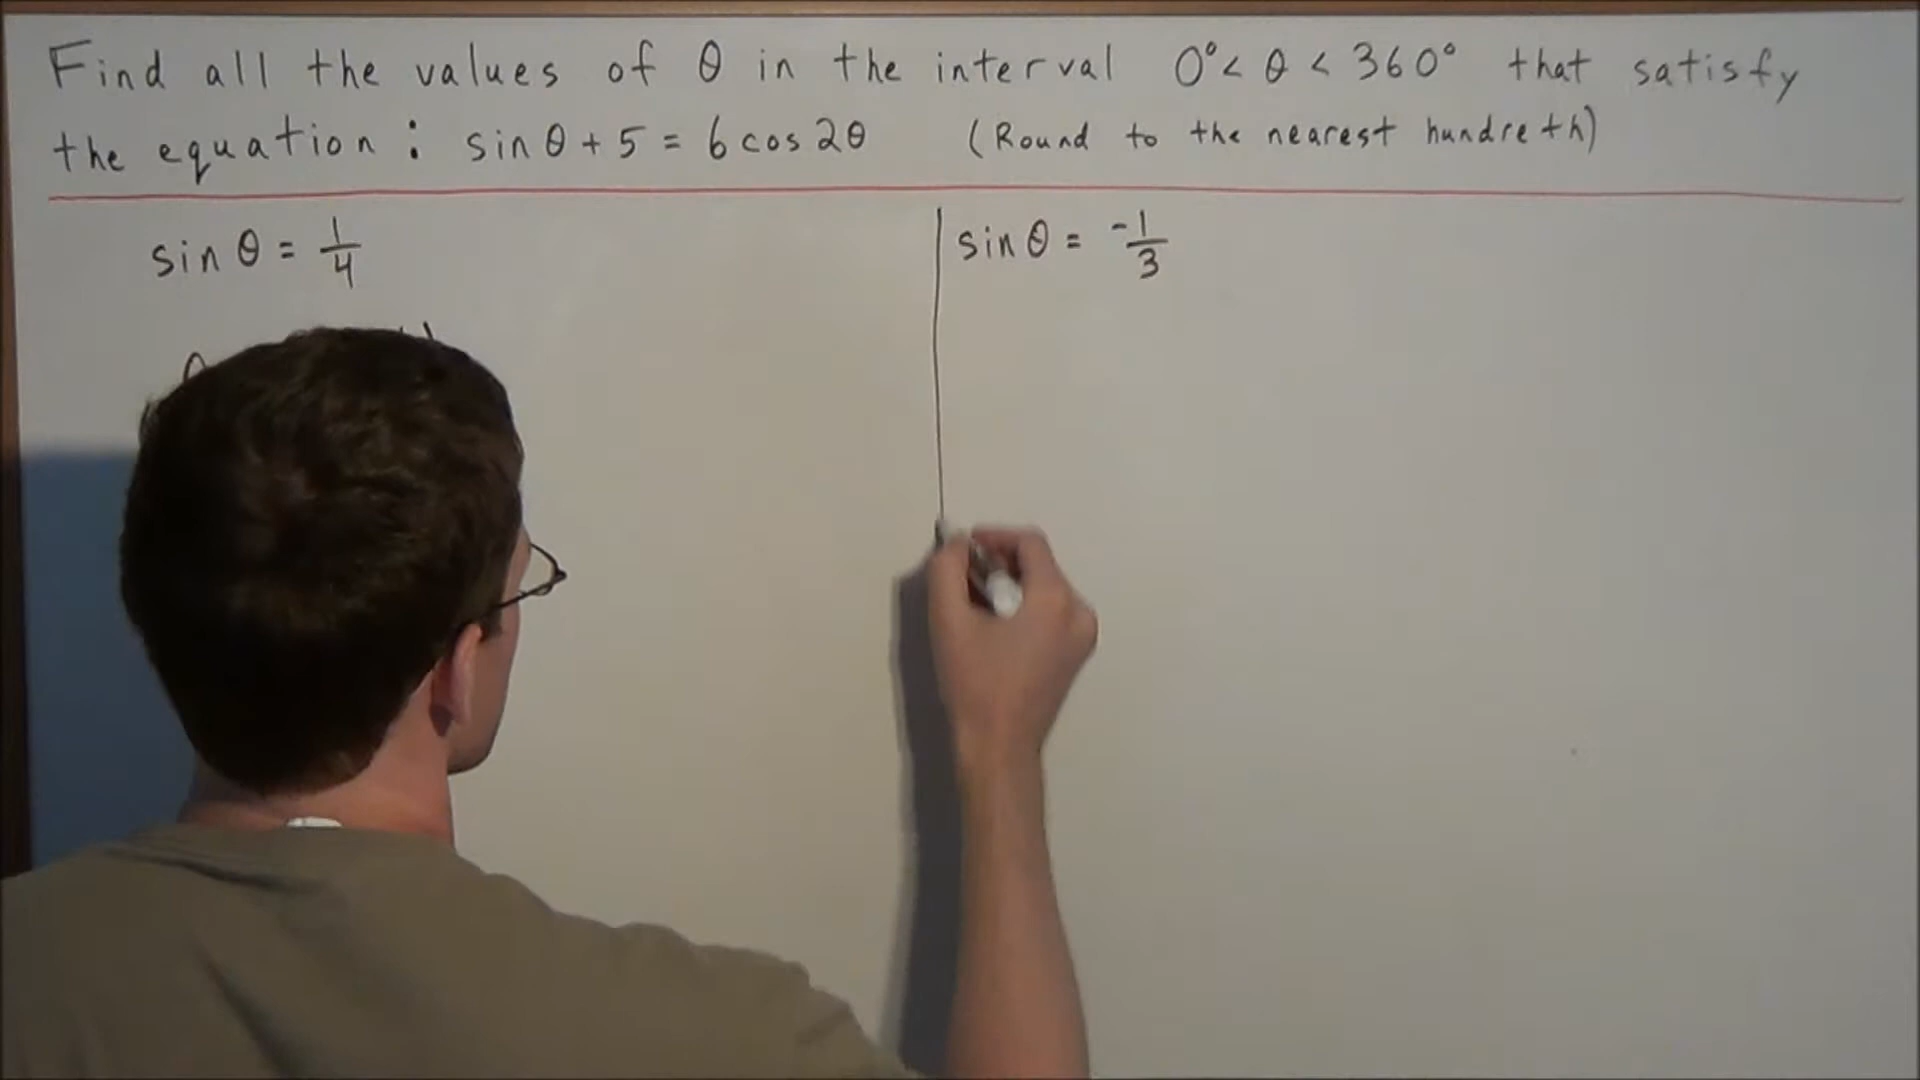 Find all the values of θ in the interval 0° < θ < 360° that satisfy
the equation : sin θ + 5 = 6 cos 2θ (Round to the nearest hundreth)
sin θ = 1/4
sin θ = -1/3